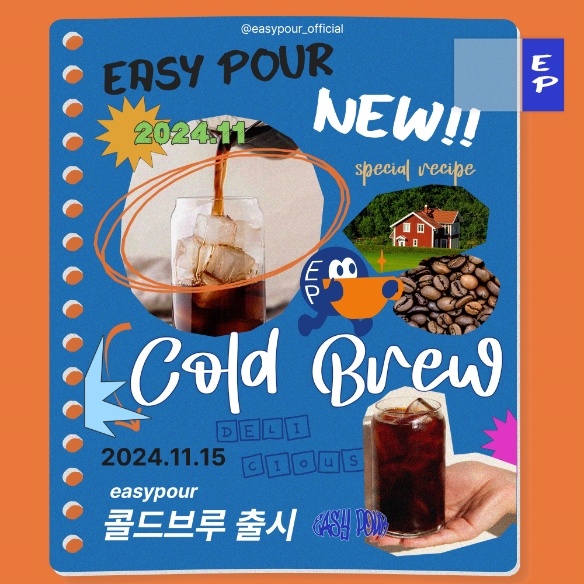 @easypour_official
EASY POUR
EP
NEW!!
2024.11
special recipe
EP
Cold Brew
DELI
CIOUS
2024.11.15
easypour
콜드브루 출시
EASY POUR